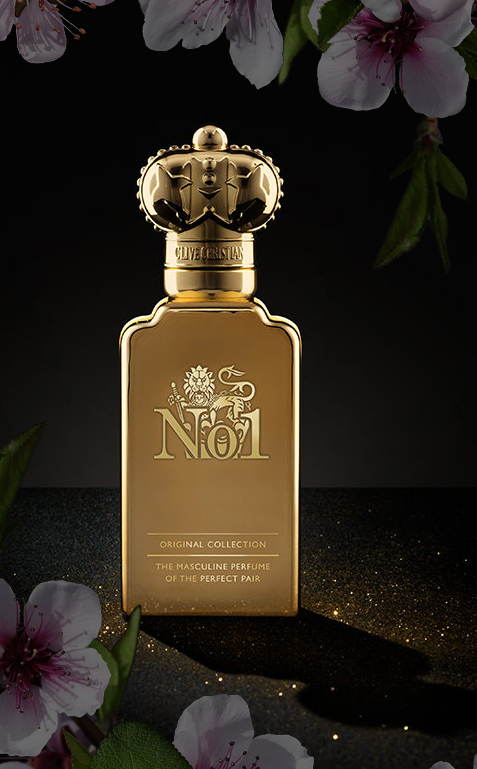 CLIVE CHRISTIAN
No1
ORIGINAL COLLECTION
THE MASCULINE PERFUME
OF THE PERFECT PAIR